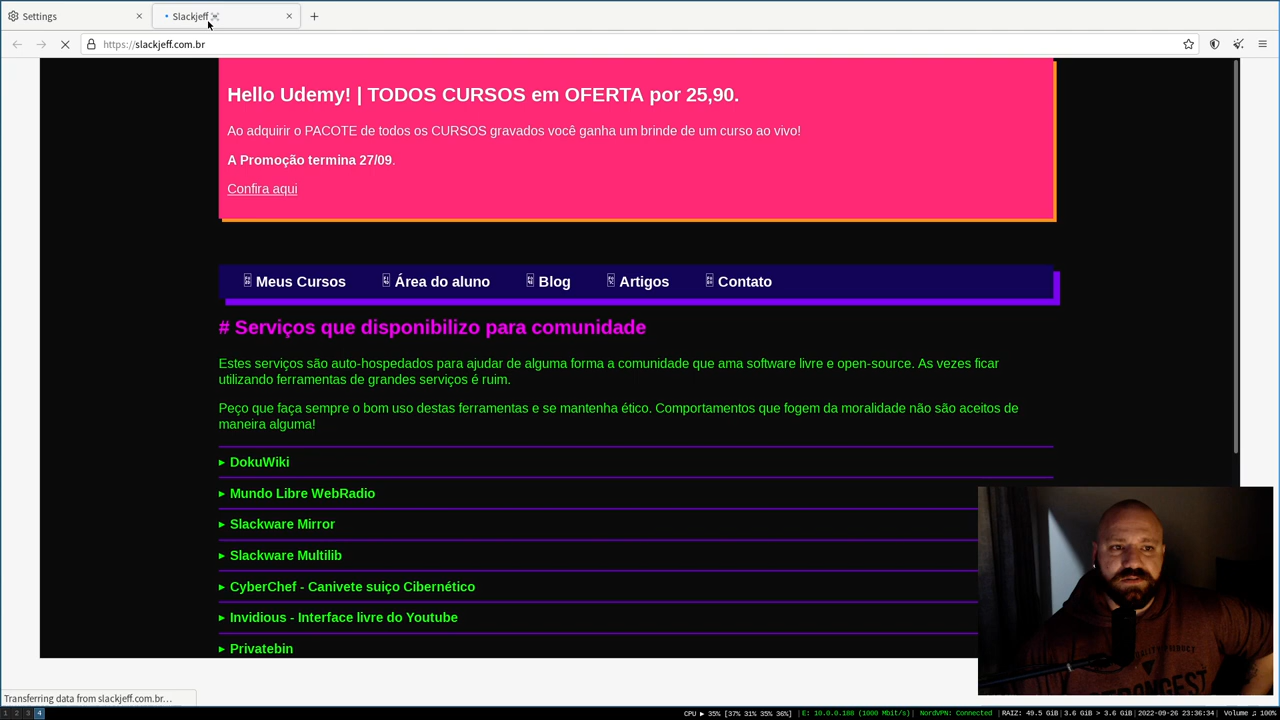 Settings
Slackjeff
https://slackjeff.com.br
Hello Udemy! | TODOS CURSOS em OFERTA por 25,90.
Ao adquirir o PACOTE de todos os CURSOS gravados você ganha um brinde de um curso ao vivo!
A Promoção termina 27/09.
Confira aqui
Meus Cursos Área do aluno Blog Artigos Contato
# Serviços que disponibilizo para comunidade
Estes serviços são auto-hospedados para ajudar de alguma forma a comunidade que ama software livre e open-source. As vezes ficar
utilizando ferramentas de grandes serviços é ruim.
Peço que faça sempre o bom uso destas ferramentas e se mantenha ético. Comportamentos que fogem da moralidade não são aceitos de
maneira alguma!
▸ DokuWiki
▸ Mundo Libre WebRadio
▸ Slackware Mirror
▸ Slackware Multilib
▸ CyberChef - Canivete suiço Cibernético
▸ Invidious - Interface livre do Youtube
▸ Privatebin
Transferring data from slackjeff.com.br…
1 2 3 4 CPU ▸ 35% [37% 31% 35% 36%] |E: 10.0.0.188 (1000 Mbit/s)| NordVPN: Connected |RAIZ: 49.5 GiB|3.6 GiB > 3.6 GiB|2022-09-26 23:36:34 |Volume ♫ 100%